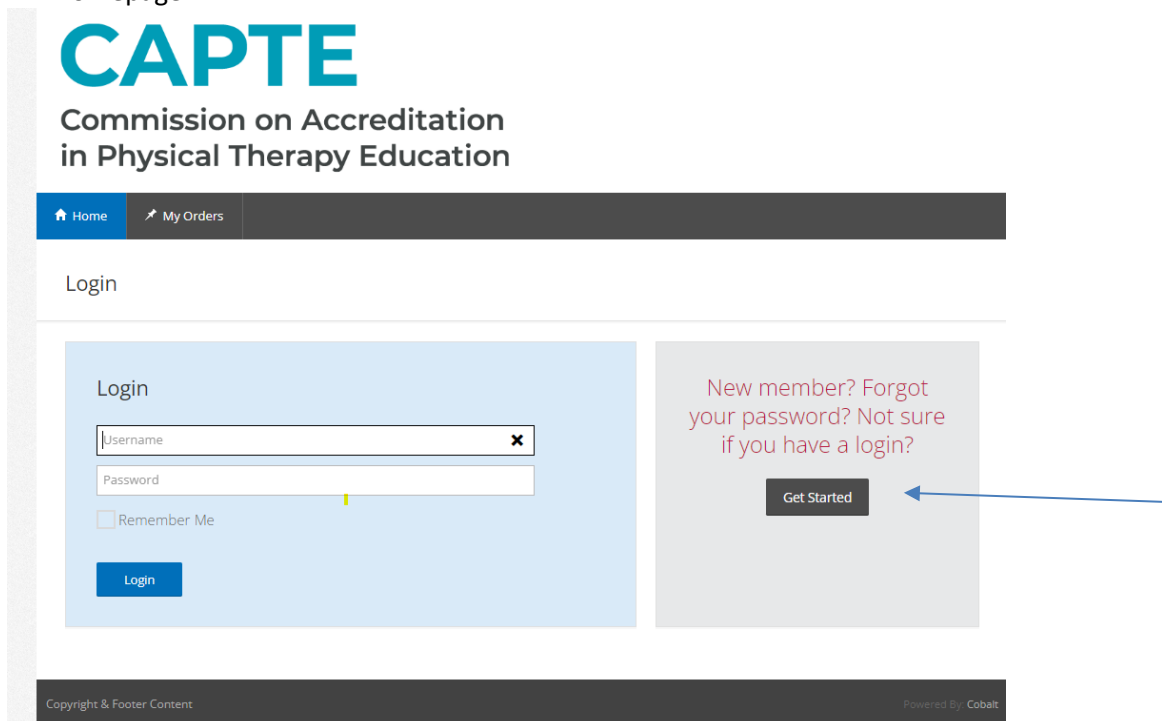 CAPTE
Commission on Accreditation
in Physical Therapy Education
Home
My Orders
Login
Login
Username
Password
Remember Me
Login
New member? Forgot
your password? Not sure
if you have a login?
Get Started
Copyright & Footer Content
Powered By: Cobalt